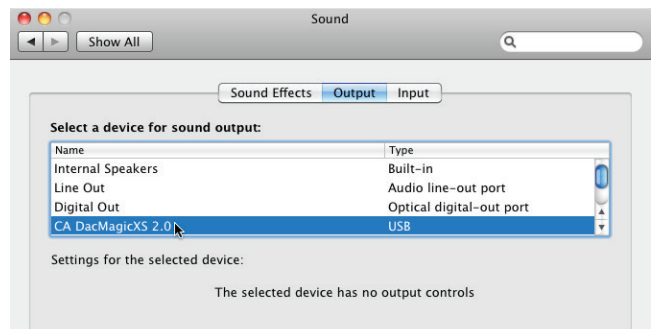 Sound
Show All
Sound Effects Output Input
Select a device for sound output:
Name Type
Internal Speakers Built-in
Line Out Audio line-out port
Digital Out Optical digital-out port
CA DacMagicXS 2.0 USB
Settings for the selected device:
The selected device has no output controls